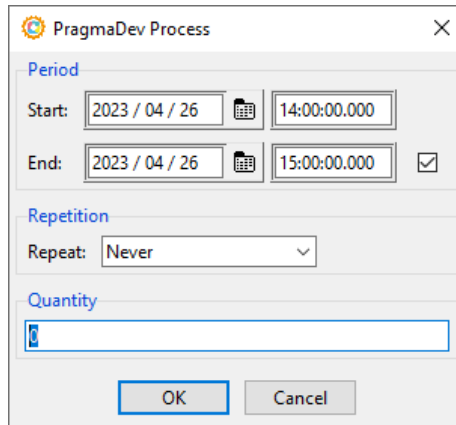 PragmaDev Process
Period
Start: 2023 / 04 / 26 14:00:00.000
End: 2023 / 04 / 26 15:00:00.000
Repetition
Repeat: Never
Quantity
0
OK Cancel